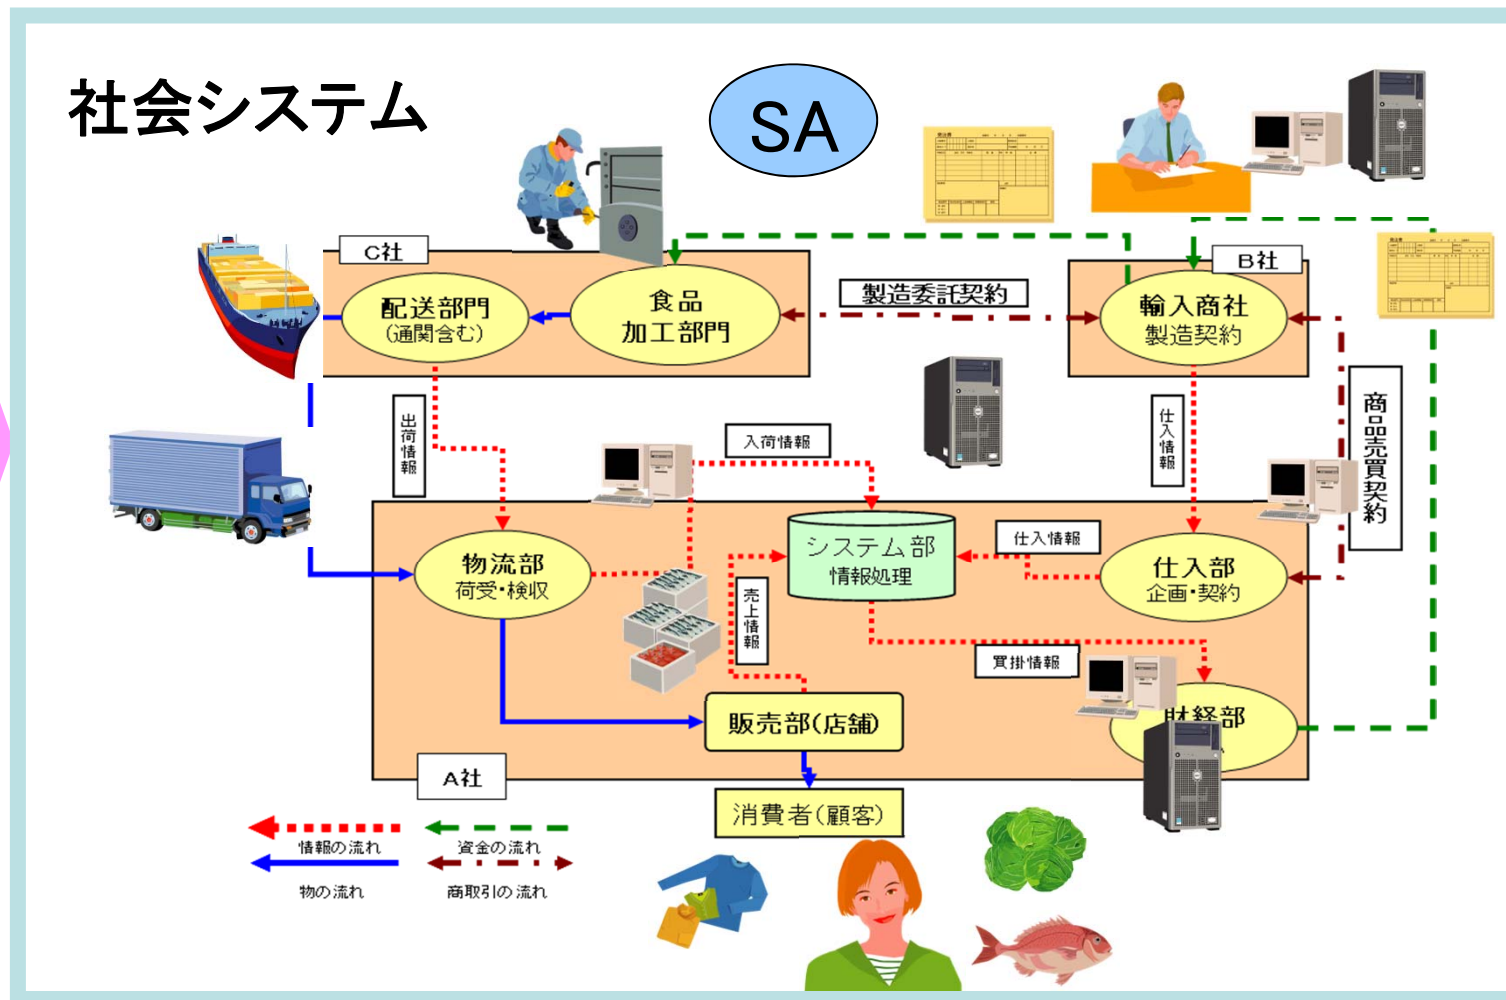 社会システム
SA
C社
B社
配送部門
(通関含む)
食品
加工部門
製造委託契約
輸入商社
製造契約
出荷情報
入荷情報
仕入情報
商品売買契約
物流部
荷受・検収
システム部
情報処理
仕入情報
仕入部
企画・契約
売上情報
買掛情報
販売部(店舗)
財経部
A社
消費者(顧客)
情報の流れ
資金の流れ
物の流れ
商取引の流れ